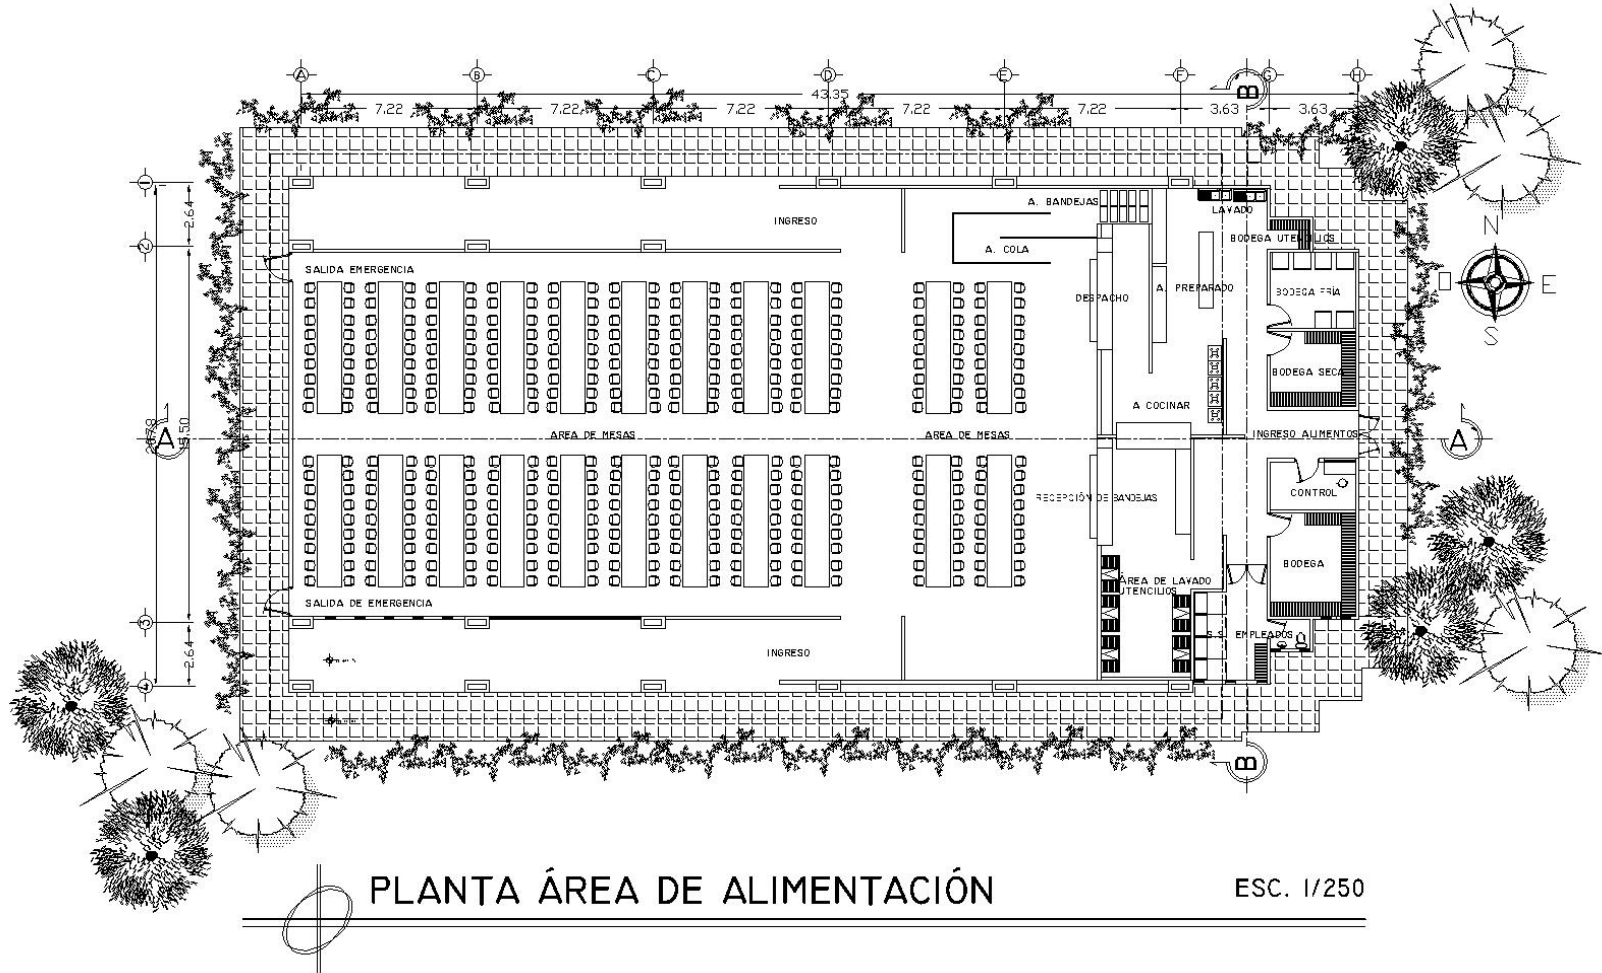 A B C D E F G H
43.35
7.22 7.22 7.22 7.22 7.22 3.63 3.63
B
1
2.64
2
15.50
3
2.64
4
A
A
N
E
S
INGRESO
A. BANDEJAS
LAVADO
A. COLA
BODEGA UTENCILIOS
SALIDA EMERGENCIA
DESPACHO
A. PREPARADO
BODEGA FRÍA
BODEGA SECA
A COCINAR
AREA DE MESAS
AREA DE MESAS
INGRESO ALIMENTOS
RECEPCIÓN DE BANDEJAS
CONTROL
BODEGA
ÁREA DE LAVADO
UTENCILIOS
SALIDA DE EMERGENCIA
S.S. EMPLEADOS
INGRESO
B
PLANTA ÁREA DE ALIMENTACIÓN
ESC. 1/250